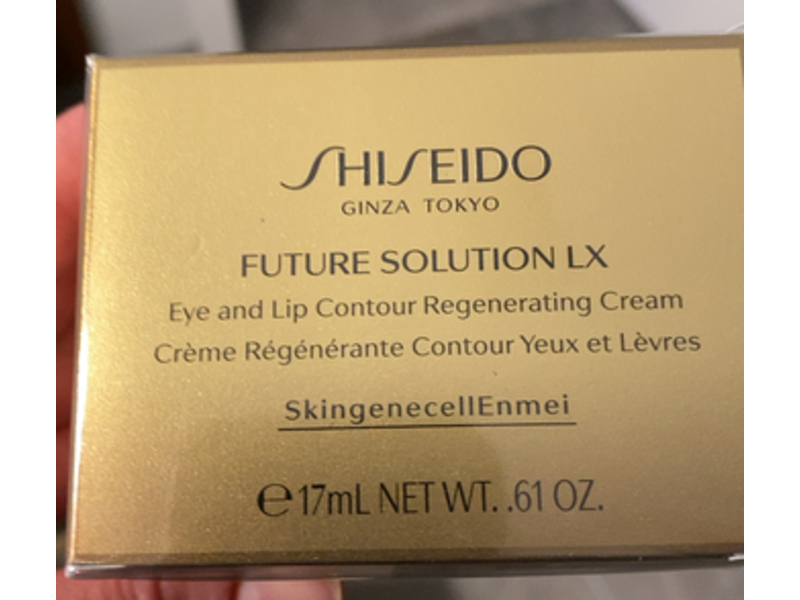 SHISEIDO
GINZA TOKYO
FUTURE SOLUTION LX
Eye and Lip Contour Regenerating Cream
Crème Régénérante Contour Yeux et Lèvres
SkingenecellEnmei
℮17mL NET WT. .61 OZ.